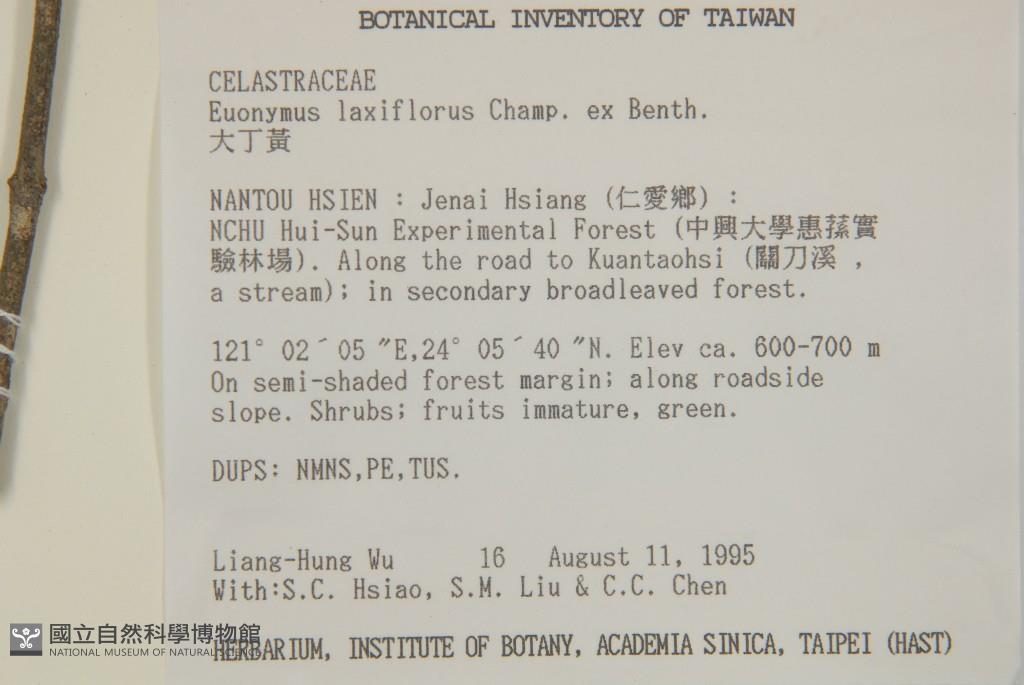 BOTANICAL INVENTORY OF TAIWAN
CELASTRACEAE
Euonymus laxiflorus Champ. ex Benth.
大丁黃
NANTOU HSIEN : Jenai Hsiang (仁愛鄉) :
NCHU Hui-Sun Experimental Forest (中興大學惠蓀實
驗林場). Along the road to Kuantaohsi (關刀溪 ,
a stream); in secondary broadleaved forest.
121° 02´05 ″E,24° 05´40 ″N. Elev ca. 600-700 m
On semi-shaded forest margin; along roadside
slope. Shrubs; fruits immature, green.
DUPS: NMNS,PE,TUS.
Liang-Hung Wu 16 August 11, 1995
With:S.C. Hsiao, S.M. Liu & C.C. Chen
HERBARIUM, INSTITUTE OF BOTANY, ACADEMIA SINICA, TAIPEI (HAST)
國立自然科學博物館
NATIONAL MUSEUM OF NATURAL SCIENCE